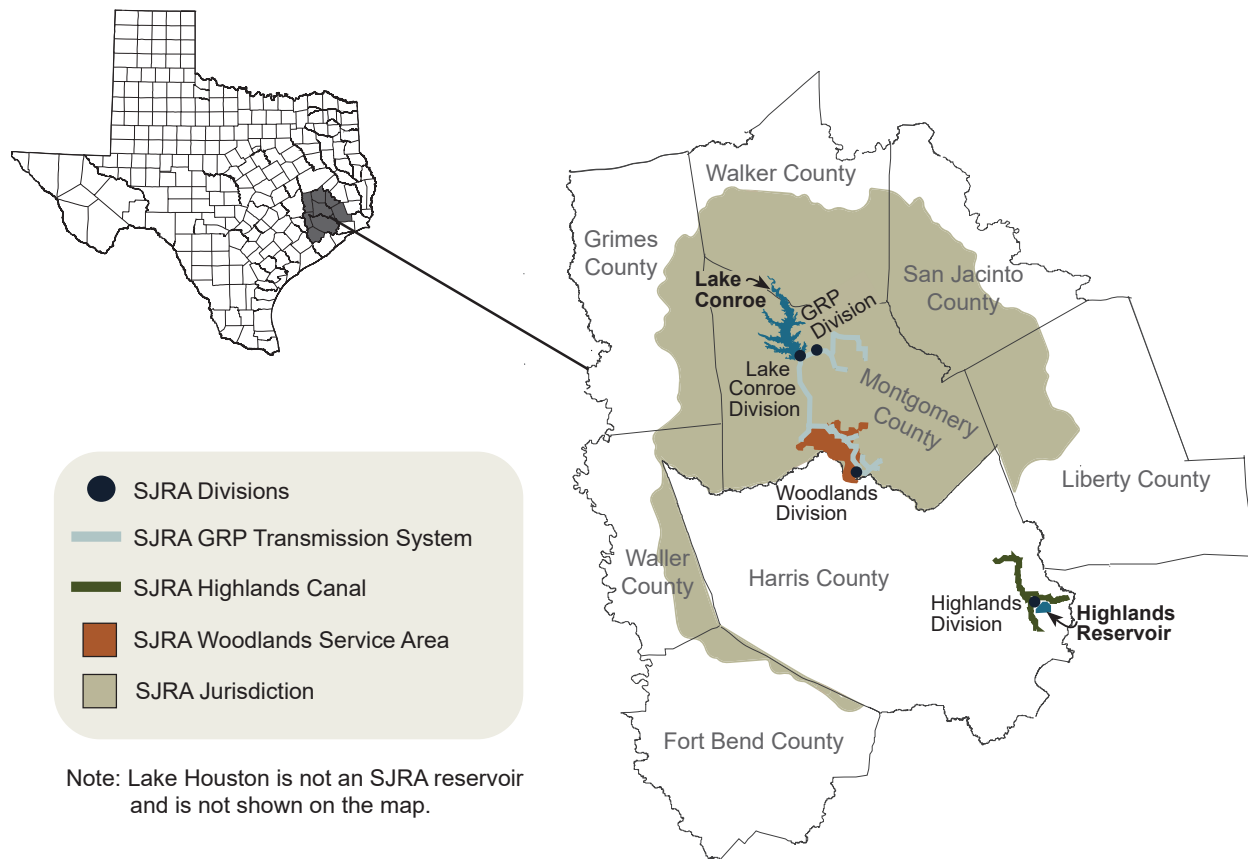 Walker County
Grimes
County
San Jacinto
County
Lake
Conroe
GRP
Division
Lake
Conroe
Division
Montgomery
County
Liberty County
Woodlands
Division
Waller
County
Harris County
Highlands
Division
Highlands
Reservoir
Fort Bend County
SJRA Divisions
SJRA GRP Transmission System
SJRA Highlands Canal
SJRA Woodlands Service Area
SJRA Jurisdiction
Note: Lake Houston is not an SJRA reservoir
and is not shown on the map.